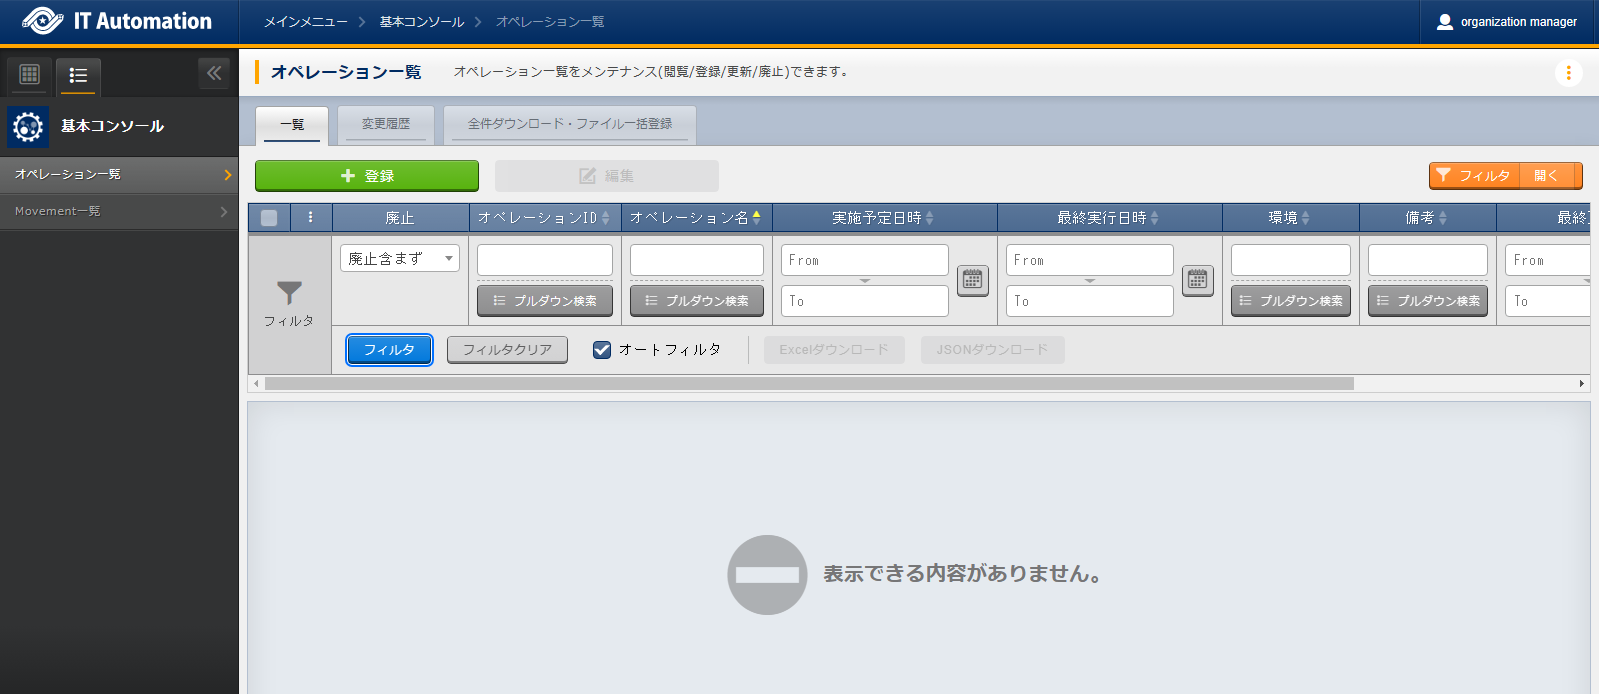 IT Automation
メインメニュー 基本コンソール オペレーション一覧
organization manager
基本コンソール
オペレーション一覧
Movement一覧
オペレーション一覧 オペレーション一覧をメンテナンス(閲覧/登録/更新/廃止)できます。
一覧 変更履歴 全件ダウンロード・ファイル一括登録
登録 編集
フィルタ 開く
廃止 オペレーションID オペレーション名 実施予定日時 最終実行日時 環境 備考 最終
フィルタ
廃止含まず
プルダウン検索 プルダウン検索
From
To
From
To
プルダウン検索 プルダウン検索
From
To
フィルタ フィルタクリア オートフィルタ Excelダウンロード JSONダウンロード
表示できる内容がありません。